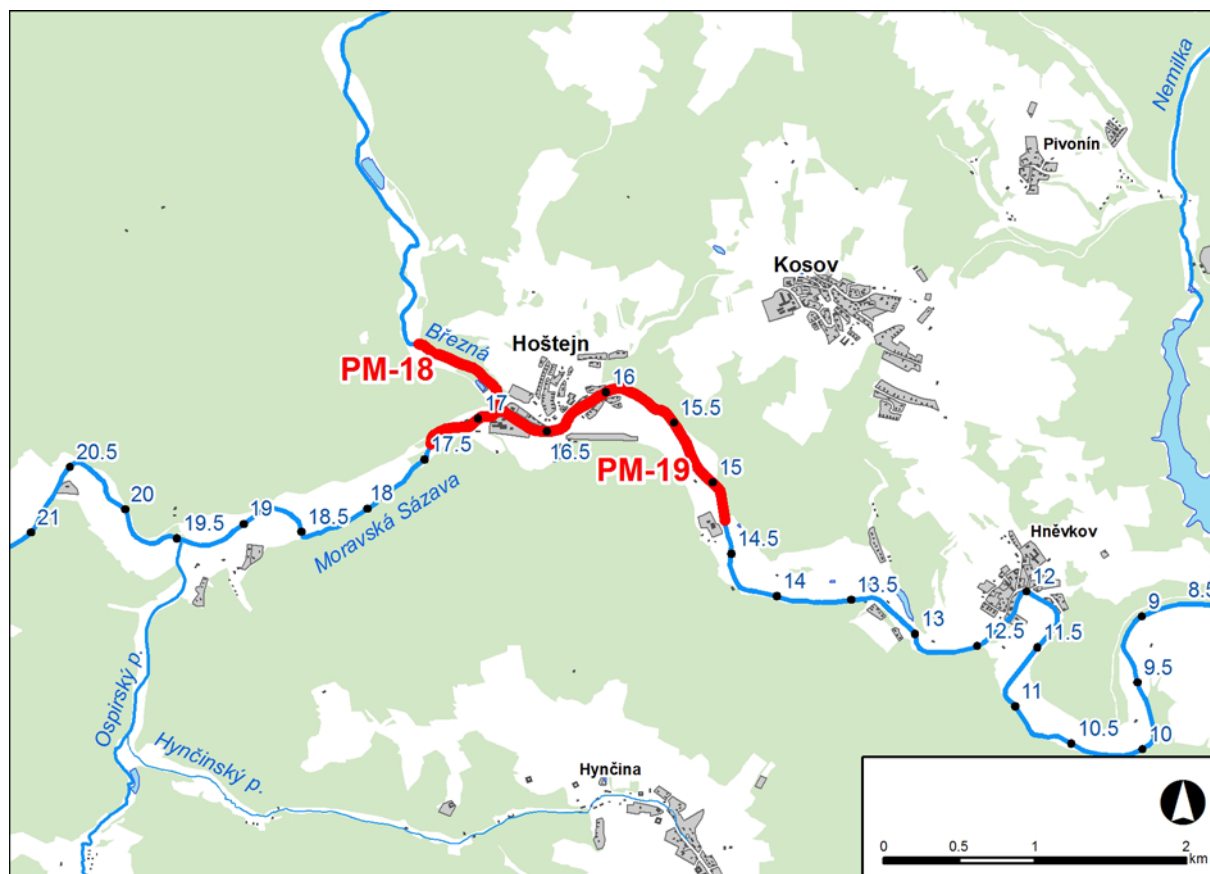 Nemilka
Pivonín
Kosov
Březná
Hoštejn
PM-18
16
17
15.5
16.5
17.5
PM-19
15
20.5
20
21
19.5
19
18.5
18
Moravská Sázava
14.5
Hněvkov
14
13.5
12
13
12.5
11.5
9
8.5
9.5
11
10.5
10
Ospirský p.
Hynčinský p.
Hynčina
0
0.5
1
2
km